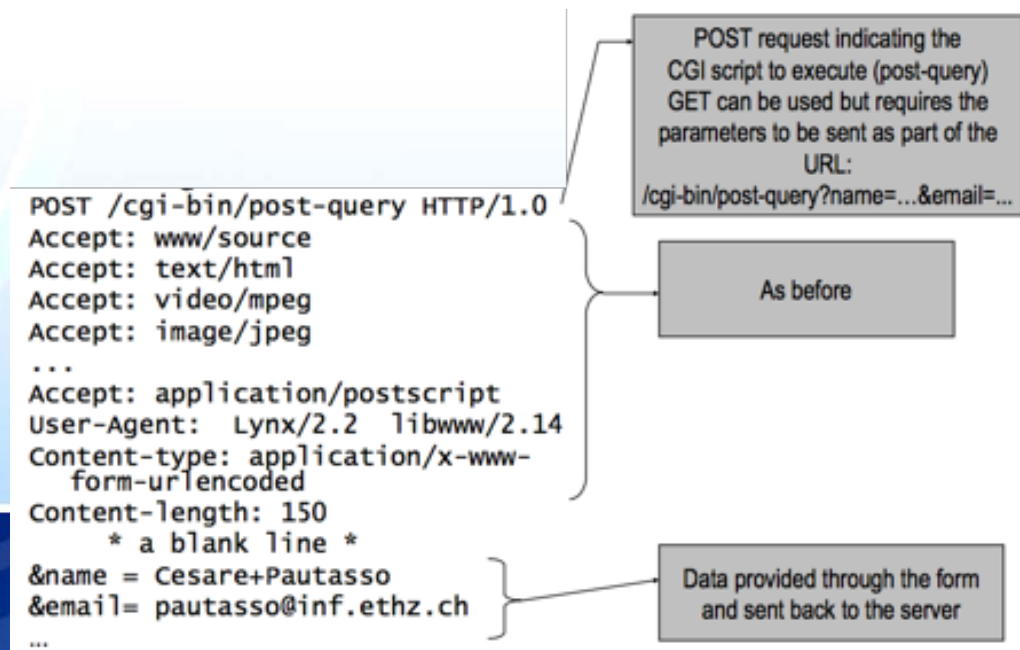 POST request indicating the
CGI script to execute (post-query)
GET can be used but requires the
parameters to be sent as part of the
URL:
/cgi-bin/post-query?name=...&email=...
POST /cgi-bin/post-query HTTP/1.0
Accept: www/source
Accept: text/html
Accept: video/mpeg
Accept: image/jpeg
...
Accept: application/postscript
User-Agent:  Lynx/2.2  libwww/2.14
Content-type: application/x-www-
form-urlencoded
Content-length: 150
* a blank line *
&name = Cesare+Pautasso
&email= pautasso@inf.ethz.ch
...
As before
Data provided through the form
and sent back to the server